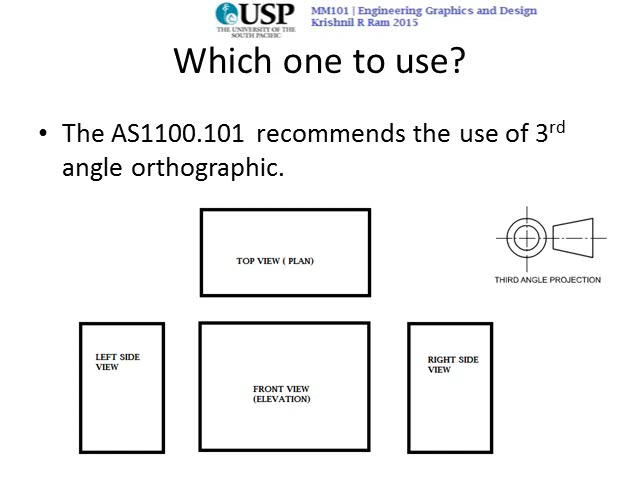 USP
THE UNIVERSITY OF THE
SOUTH PACIFIC
MM101 | Engineering Graphics and Design
Krishnil R Ram 2015
Which one to use?
• The AS1100.101 recommends the use of 3rd
angle orthographic.
TOP VIEW ( PLAN)
THIRD ANGLE PROJECTION
LEFT SIDE
VIEW
FRONT VIEW
(ELEVATION)
RIGHT SIDE
VIEW